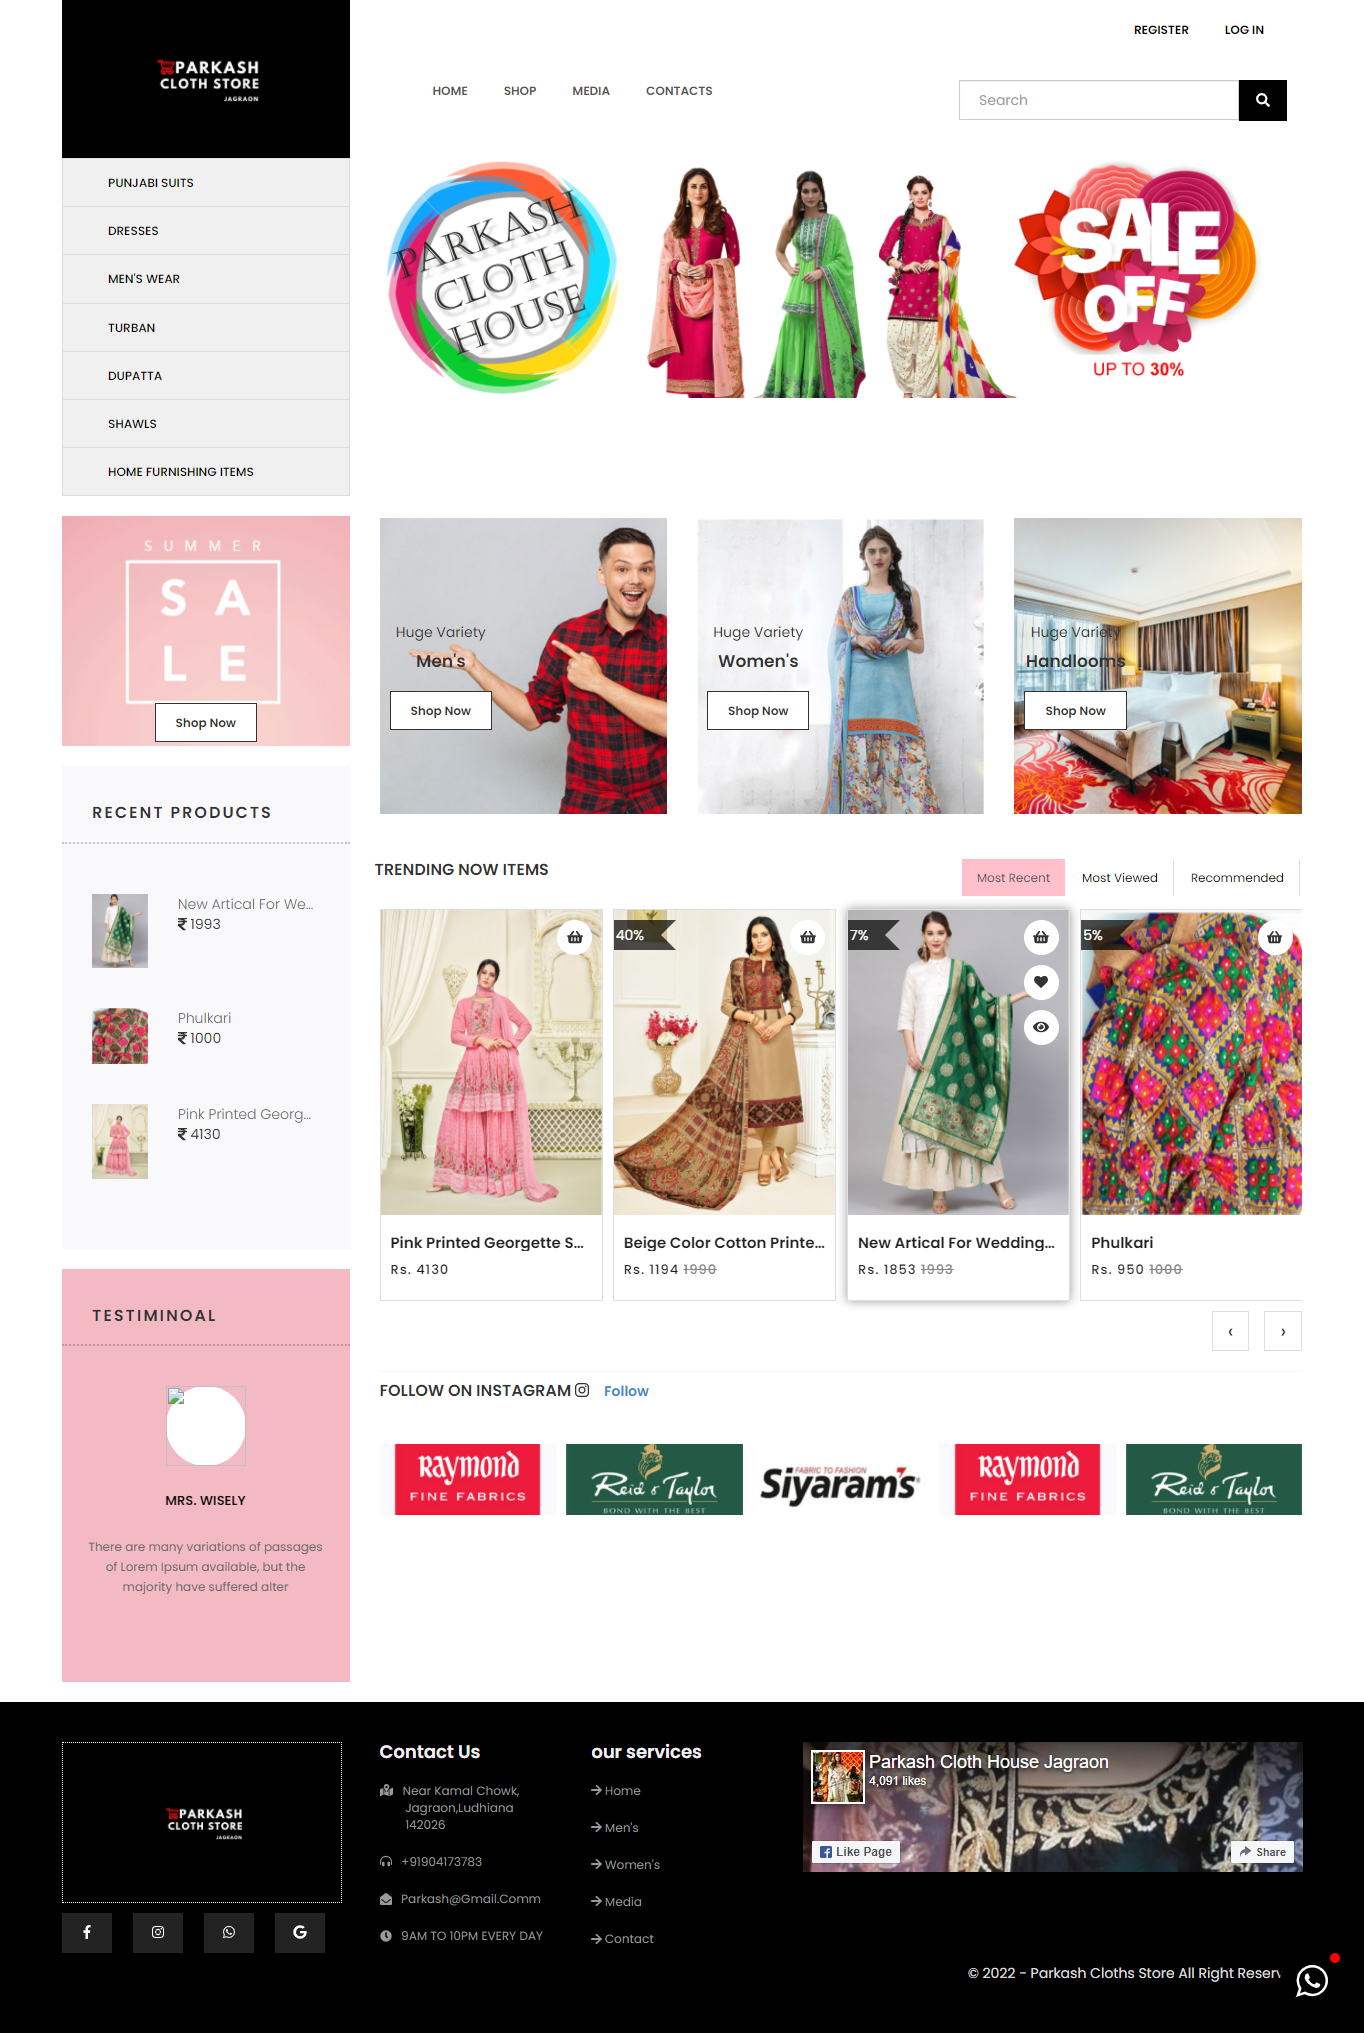 REGISTER
LOG IN
PARKASH
CLOTH STORE
JAGRAON
HOME
SHOP
MEDIA
CONTACTS
Search
PUNJABI SUITS
DRESSES
MEN'S WEAR
TURBAN
DUPATTA
SHAWLS
HOME FURNISHING ITEMS
PARKASH
CLOTH
HOUSE
SALE
OFF
UP TO 30%
SUMMER
SA
LE
Shop Now
Huge Variety
Men's
Shop Now
Huge Variety
Women's
Shop Now
Huge Variety
Handlooms
Shop Now
RECENT PRODUCTS
New Artical For We...
₹ 1993
Phulkari
₹ 1000
Pink Printed Georg...
₹ 4130
TRENDING NOW ITEMS
Most Recent
Most Viewed
Recommended
Pink Printed Georgette S...
Rs. 4130
40%
Beige Color Cotton Printe...
Rs. 1194 1990
7%
New Artical For Wedding...
Rs. 1853 1993
5%
Phulkari
Rs. 950 1000
‹
›
TESTIMINOAL
MRS. WISELY
There are many variations of passages
of Lorem Ipsum available, but the
majority have suffered alter
FOLLOW ON INSTAGRAM
Follow
Raymond
FINE FABRICS
Reid & Taylor
BOND WITH THE BEST
FABRIC TO FASHION
Siyaram's
Raymond
FINE FABRICS
Reid & Taylor
BOND WITH THE BEST
PARKASH
CLOTH STORE
JAGRAON
Contact Us
Near Kamal Chowk,
Jagraon,Ludhiana
142026
+91904173783
Parkash@Gmail.Comm
9AM TO 10PM EVERY DAY
our services
Home
Men's
Women's
Media
Contact
Parkash Cloth House Jagraon
4,091 likes
Like Page
Share
© 2022 - Parkash Cloths Store All Right Reserv